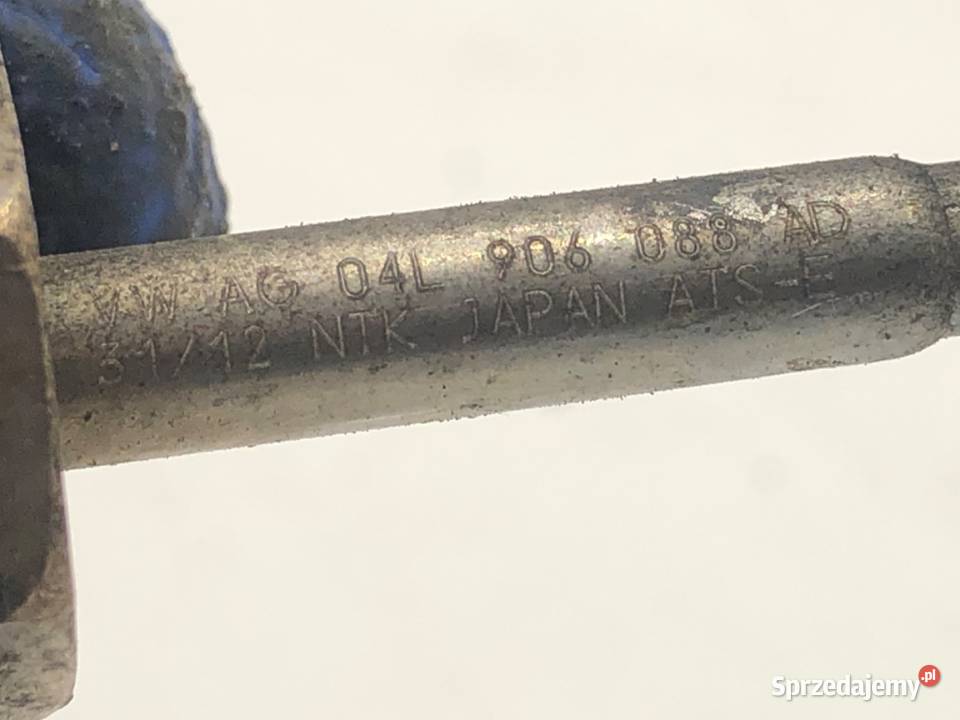 VW AG 04L 906 088 AD
31/12 NTK JAPAN ATS-E
Sprzedajemy.pl